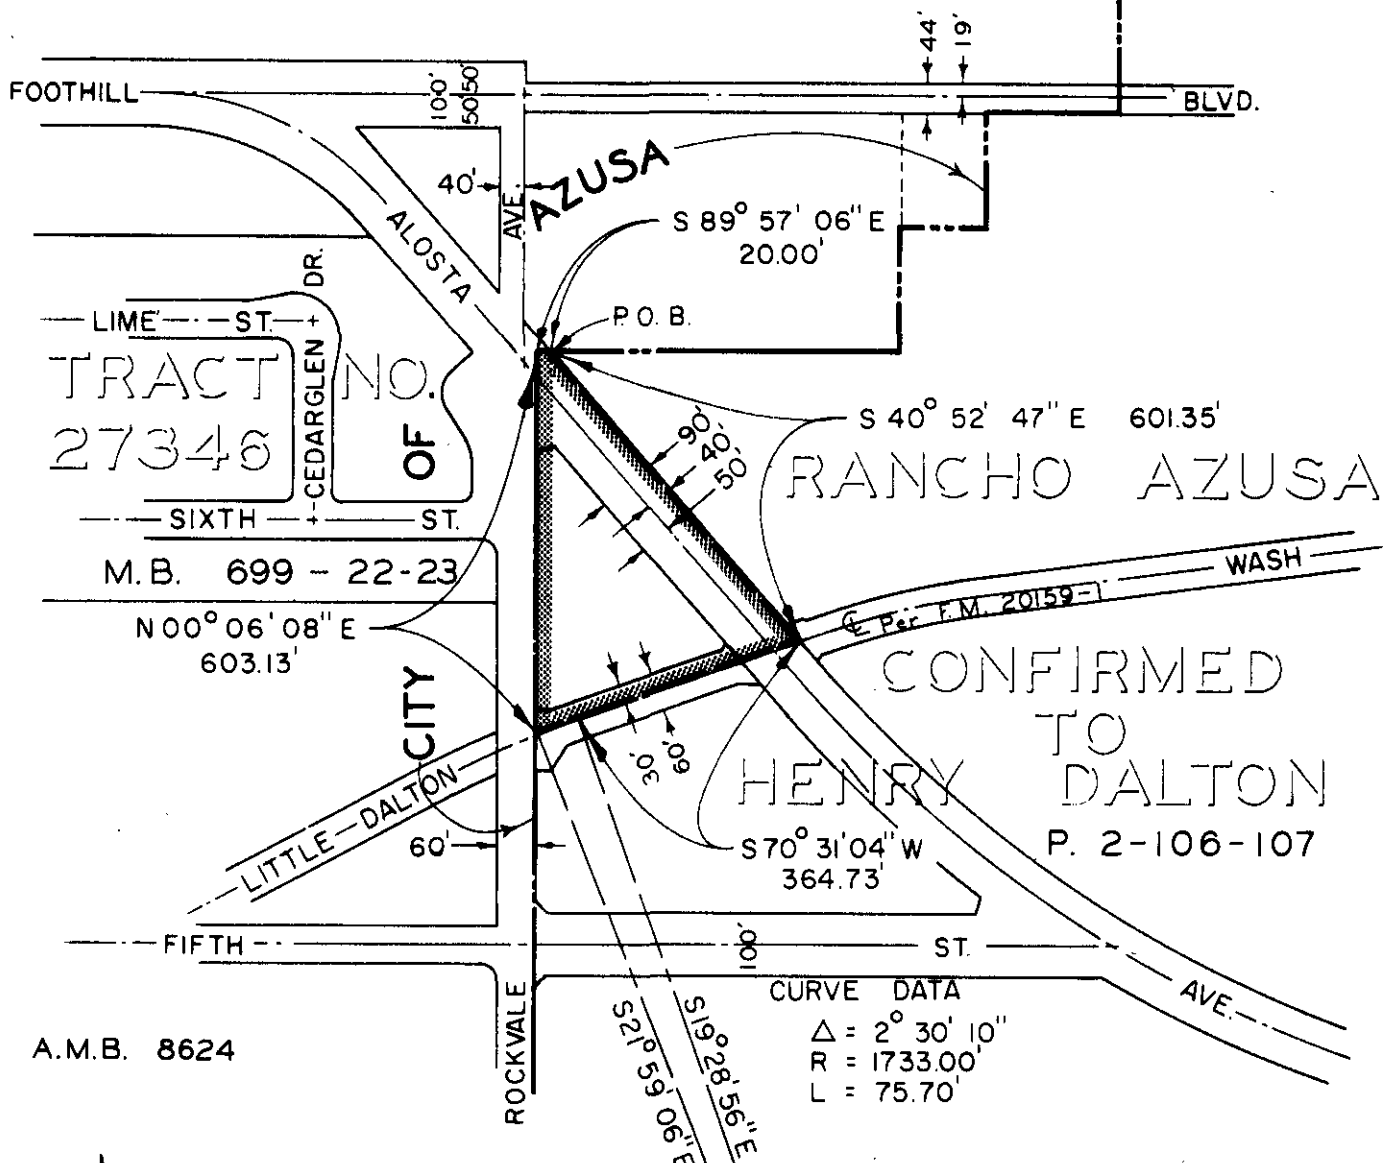 44'
19'
FOOTHILL
100'
50'50'
BLVD.
40'
AVE.
AZUSA
ALOSTA
S 89° 57' 06" E
20.00'
DR.
P. O. B.
LIME ST.
TRACT NO.
27346
CEDARGLEN
OF
S 40° 52' 47" E 601.35'
90'
40'
50'
RANCHO AZUSA
SIXTH ST.
M.B. 699 - 22-23
WASH
N 00° 06' 08" E
603.13'
℄ Per F.M. 20159-1
CITY
CONFIRMED
TO
HENRY DALTON
30'
60'
LITTLE DALTON
60'
S 70° 31' 04" W
364.73'
P. 2-106-107
FIFTH ST.
100'
AVE.
ROCKVALE
S 21° 59' 06" E
S 19° 28' 56" E
CURVE DATA
Δ = 2° 30' 10"
R = 1733.00'
L = 75.70'
A.M.B. 8624